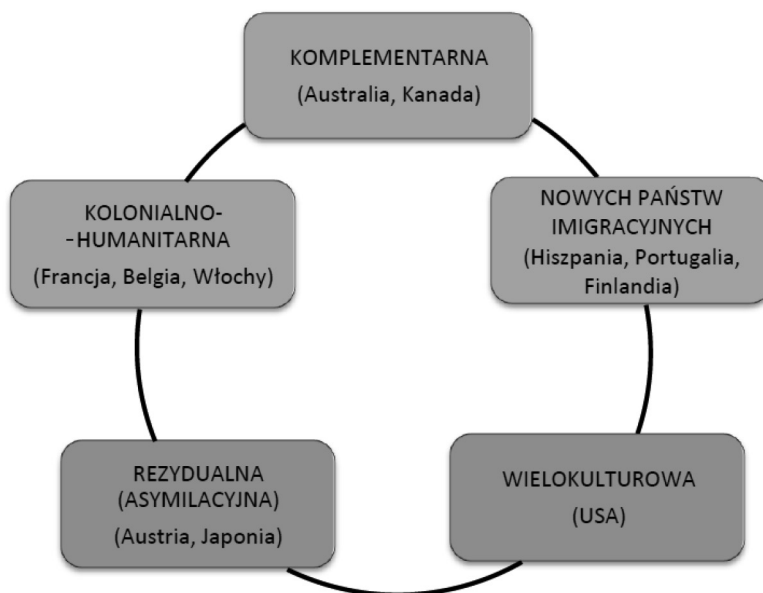 KOMPLEMENTARNA
(Australia, Kanada)
KOLONIALNO-
-HUMANITARNA
(Francja, Belgia, Włochy)
NOWYCH PAŃSTW
IMIGRACYJNYCH
(Hiszpania, Portugalia,
Finlandia)
REZYDUALNA
(ASYMILACYJNA)
(Austria, Japonia)
WIELOKULTUROWA
(USA)